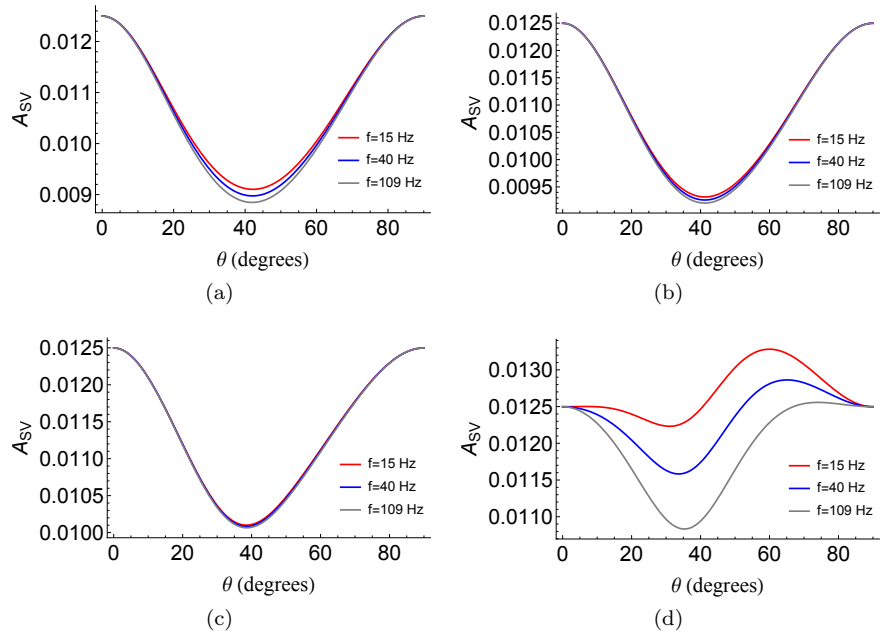 0.012
0.011
0.010
0.009
A_SV
0 20 40 60 80
θ (degrees)
f=15 Hz
f=40 Hz
f=109 Hz
(a)
0.0125
0.0120
0.0115
0.0110
0.0105
0.0100
0.0095
A_SV
0 20 40 60 80
θ (degrees)
f=15 Hz
f=40 Hz
f=109 Hz
(b)
0.0125
0.0120
0.0115
0.0110
0.0105
0.0100
A_SV
0 20 40 60 80
θ (degrees)
f=15 Hz
f=40 Hz
f=109 Hz
(c)
0.0130
0.0125
0.0120
0.0115
0.0110
A_SV
0 20 40 60 80
θ (degrees)
f=15 Hz
f=40 Hz
f=109 Hz
(d)